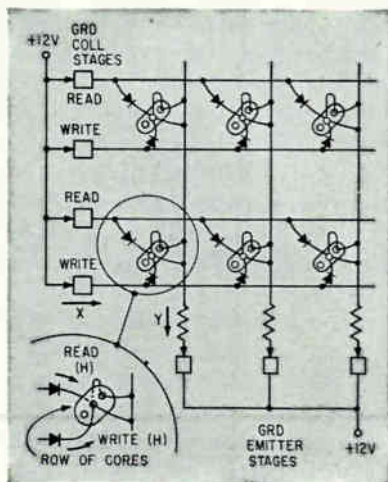 +12V
GRD
COLL
STAGES
READ
WRITE
READ
WRITE
X
Y
READ
(H)
WRITE (H)
ROW OF CORES
GRD
EMITTER
STAGES
+12V